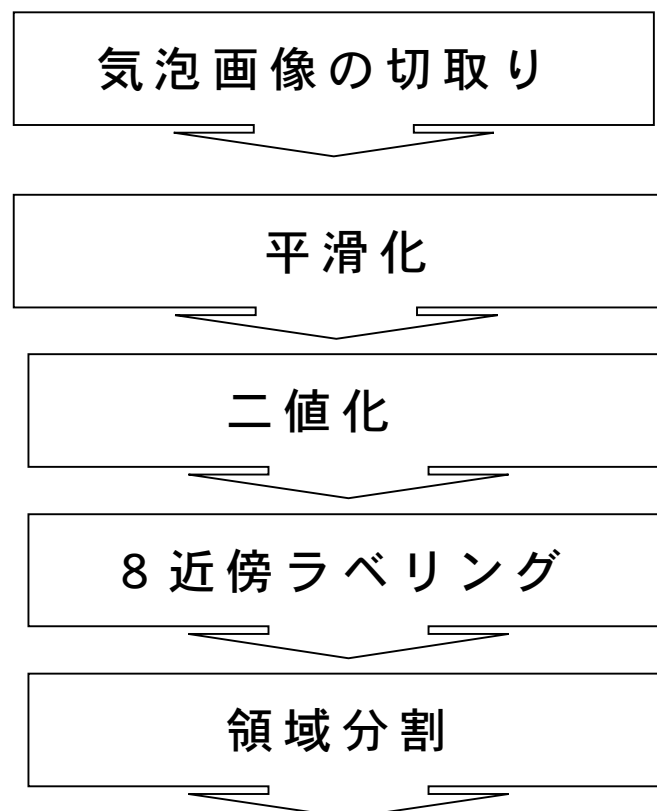 気泡画像の切取り
平滑化
二値化
８近傍ラベリング
領域分割